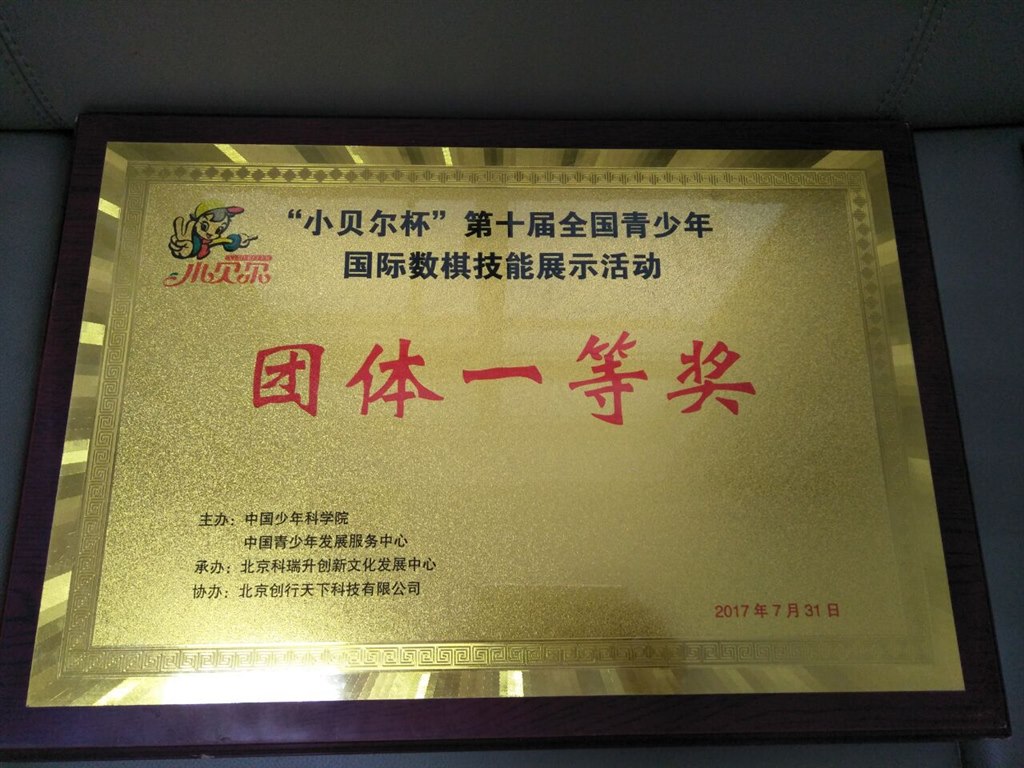 “小贝尔杯”第十届全国青少年
国际数棋技能展示活动
小贝尔
团体一等奖
主办：中国少年科学院
中国青少年发展服务中心
承办：北京科瑞升创新文化发展中心
协办：北京创行天下科技有限公司
2017年7月31日